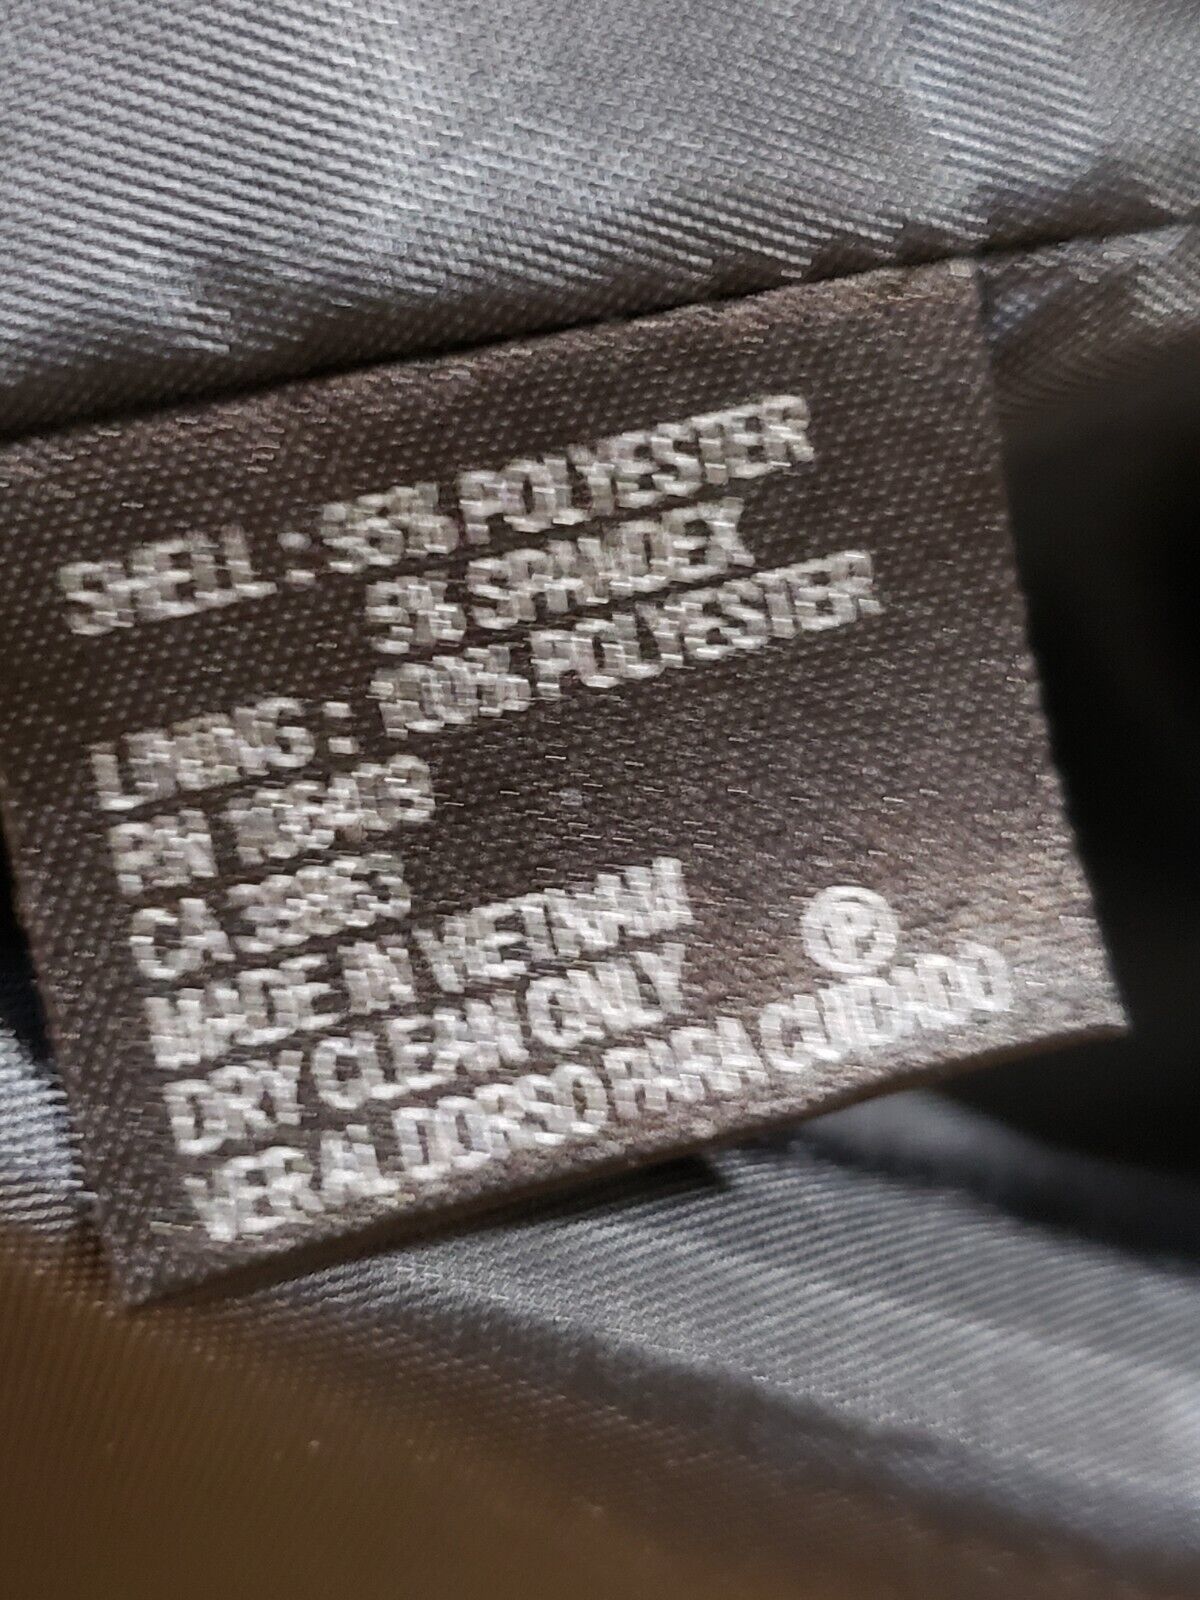 SHELL : 95% POLYESTER
5% SPANDEX
LINING : 100% POLYESTER
RN
CA
MADE IN VIETNAM
DRY CLEAN ONLY Ⓟ
VER AL DORSO PARA CUIDADO